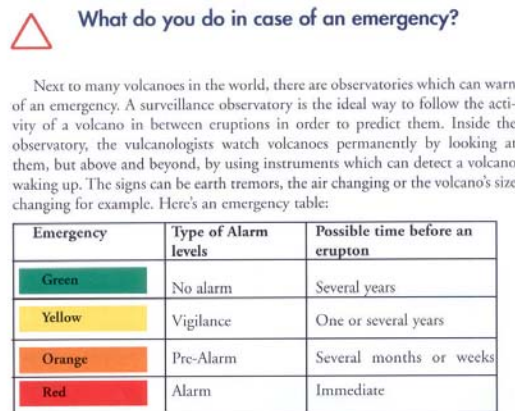 What do you do in case of an emergency?
Next to many volcanoes in the world, there are observatories which can warn
of an emergency. A surveillance observatory is the ideal way to follow the acti-
vity of a volcano in between eruptions in order to predict them. Inside the
observatory, the vulcanologists watch volcanoes permanently by looking at
them, but above and beyond, by using instruments which can detect a volcano
waking up. The signs can be earth tremors, the air changing or the volcano's size
changing for example. Here's an emergency table:
Emergency Type of Alarm Possible time before an
levels erupton
Green No alarm Several years
Yellow Vigilance One or several years
Orange Pre-Alarm Several months or weeks
Red Alarm Immediate